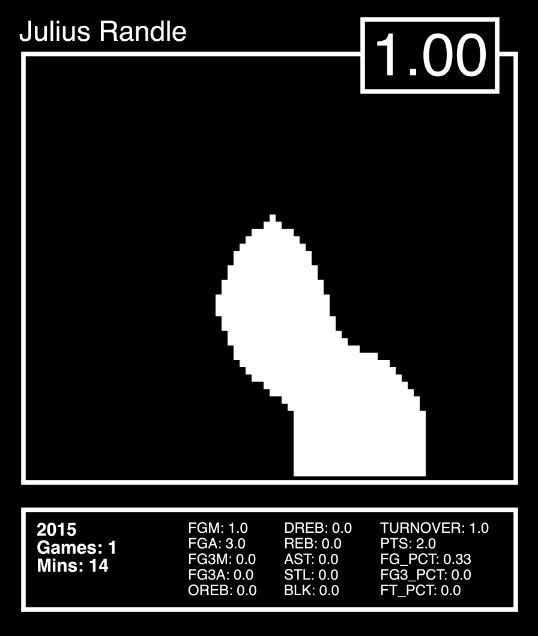 Julius Randle
1.00
2015
Games: 1
Mins: 14
FGM: 1.0
FGA: 3.0
FG3M: 0.0
FG3A: 0.0
OREB: 0.0
DREB: 0.0
REB: 0.0
AST: 0.0
STL: 0.0
BLK: 0.0
TURNOVER: 1.0
PTS: 2.0
FG_PCT: 0.33
FG3_PCT: 0.0
FT_PCT: 0.0